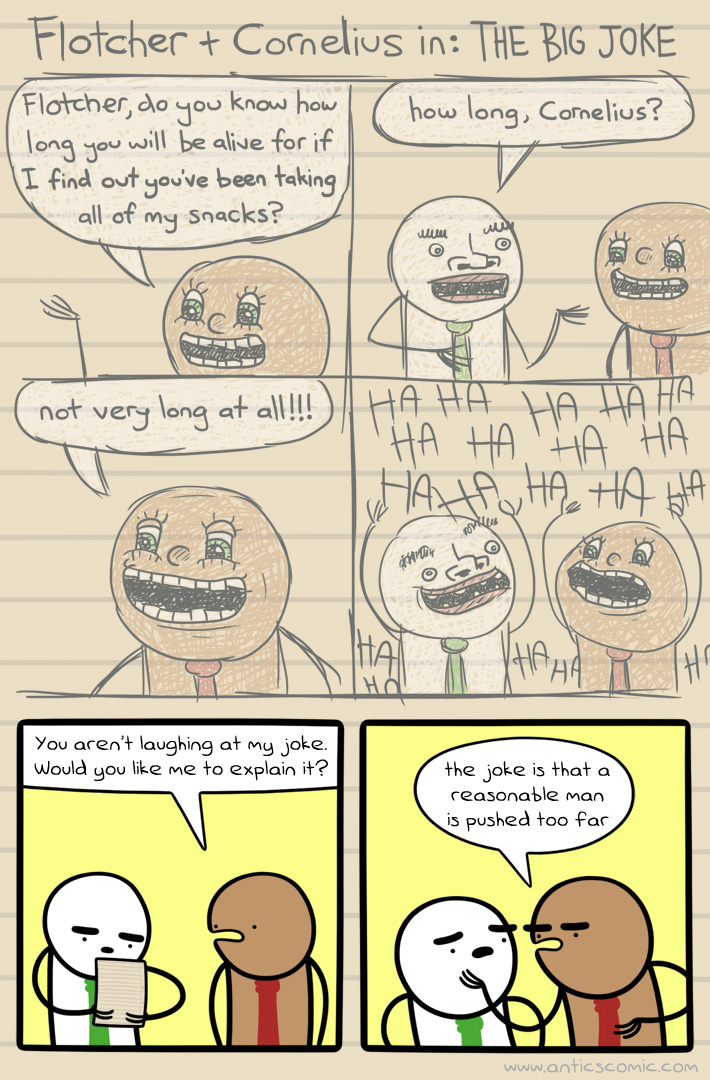 Flotcher + Cornelius in: THE BIG JOKE
Flotcher, do you know how
long you will be alive for if
I find out you've been taking
all of my snacks?
how long, Cornelius?
not very long at all!!!
HA HA HA HA HA
HA HA HA HA
HA HA HA HA HA
HA HA HA HA
HA
You aren't laughing at my joke.
Would you like me to explain it?
the joke is that a
reasonable man
is pushed too far
www.anticscomic.com